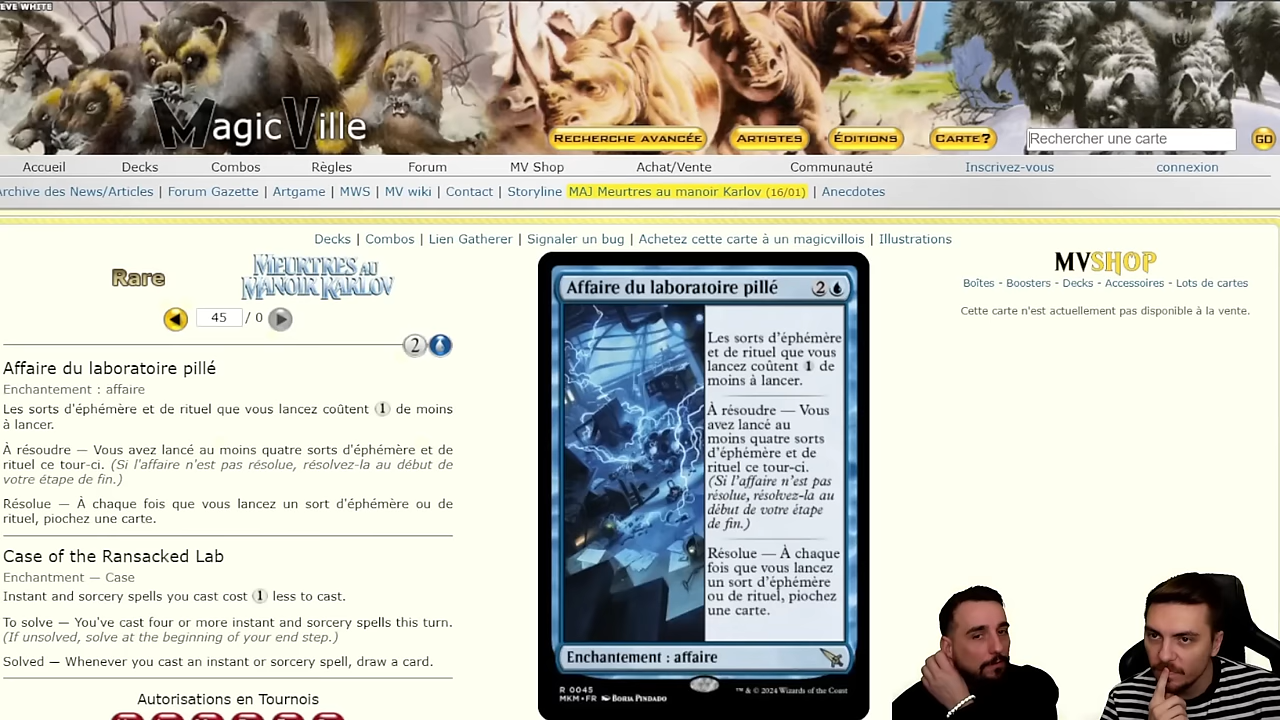 EVE WHITE
MagicVille
RECHERCHE AVANCÉE
ARTISTES
ÉDITIONS
CARTE?
Rechercher une carte
GO
Accueil Decks Combos Règles Forum MV Shop Achat/Vente Communauté Inscrivez-vous connexion
Archive des News/Articles | Forum Gazette | Artgame | MWS | MV wiki | Contact | Storyline MAJ Meurtres au manoir Karlov (16/01) | Anecdotes
Decks | Combos | Lien Gatherer | Signaler un bug | Achetez cette carte à un magicvillois | Illustrations
Rare
MEURTRES AU
MANOIR KARLOV
45 / 0
2
Affaire du laboratoire pillé
Enchantement : affaire
Les sorts d'éphémère et de rituel que vous lancez coûtent 1 de moins
à lancer.
À résoudre — Vous avez lancé au moins quatre sorts d'éphémère et de
rituel ce tour-ci. (Si l'affaire n'est pas résolue, résolvez-la au début de
votre étape de fin.)
Résolue — À chaque fois que vous lancez un sort d'éphémère ou de
rituel, piochez une carte.
Case of the Ransacked Lab
Enchantment — Case
Instant and sorcery spells you cast cost 1 less to cast.
To solve — You've cast four or more instant and sorcery spells this turn.
(If unsolved, solve at the beginning of your end step.)
Solved — Whenever you cast an instant or sorcery spell, draw a card.
Autorisations en Tournois
Affaire du laboratoire pillé 2
Les sorts d'éphémère
et de rituel que vous
lancez coûtent 1 de
moins à lancer.
À résoudre — Vous
avez lancé au
moins quatre sorts
d'éphémère et de
rituel ce tour-ci.
(Si l'affaire n'est pas
résolue, résolvez-la au
début de votre étape
de fin.)
Résolue — À chaque
fois que vous lancez
un sort d'éphémère
ou de rituel, piochez
une carte.
Enchantement : affaire
R 0045
MKM • FR BORJA PINDADO
™ & © 2024 Wizards of the Coast
MVSHOP
Boîtes - Boosters - Decks - Accessoires - Lots de cartes
Cette carte n'est actuellement pas disponible à la vente.